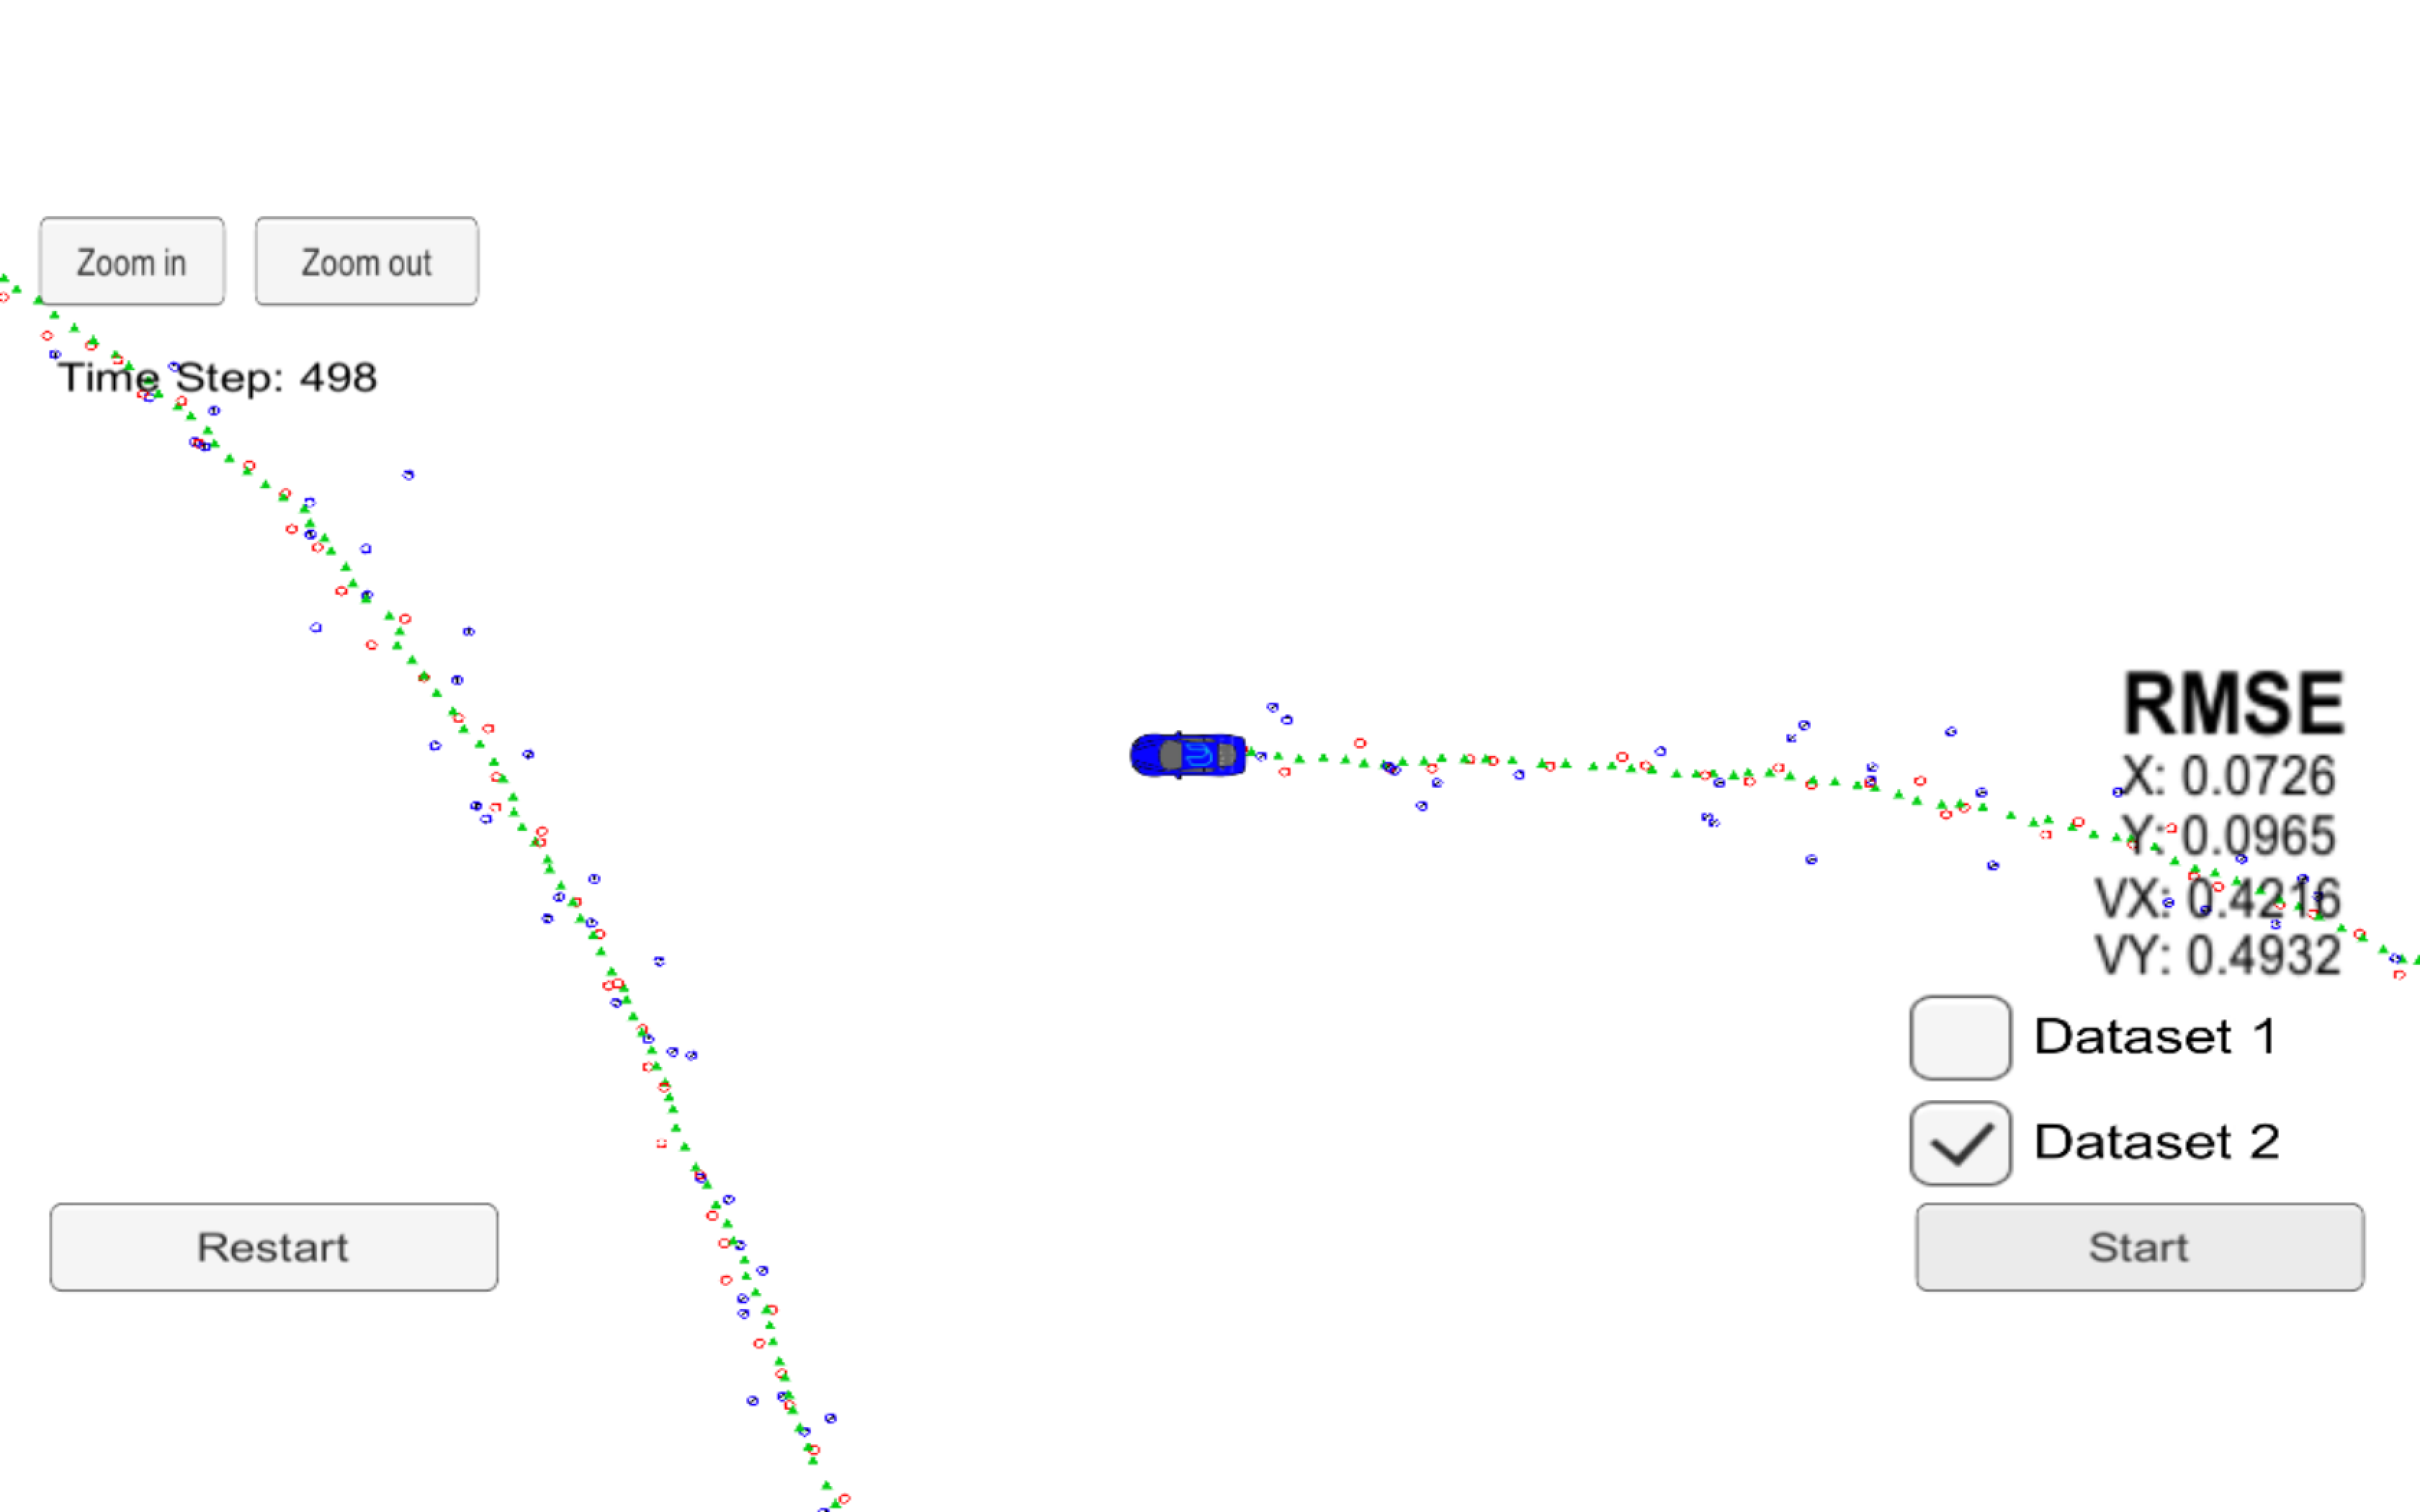 Zoom in
Zoom out
Time Step: 498
RMSE
X: 0.0726
Y: 0.0965
VX: 0.4216
VY: 0.4932
Dataset 1
Dataset 2
Restart
Start